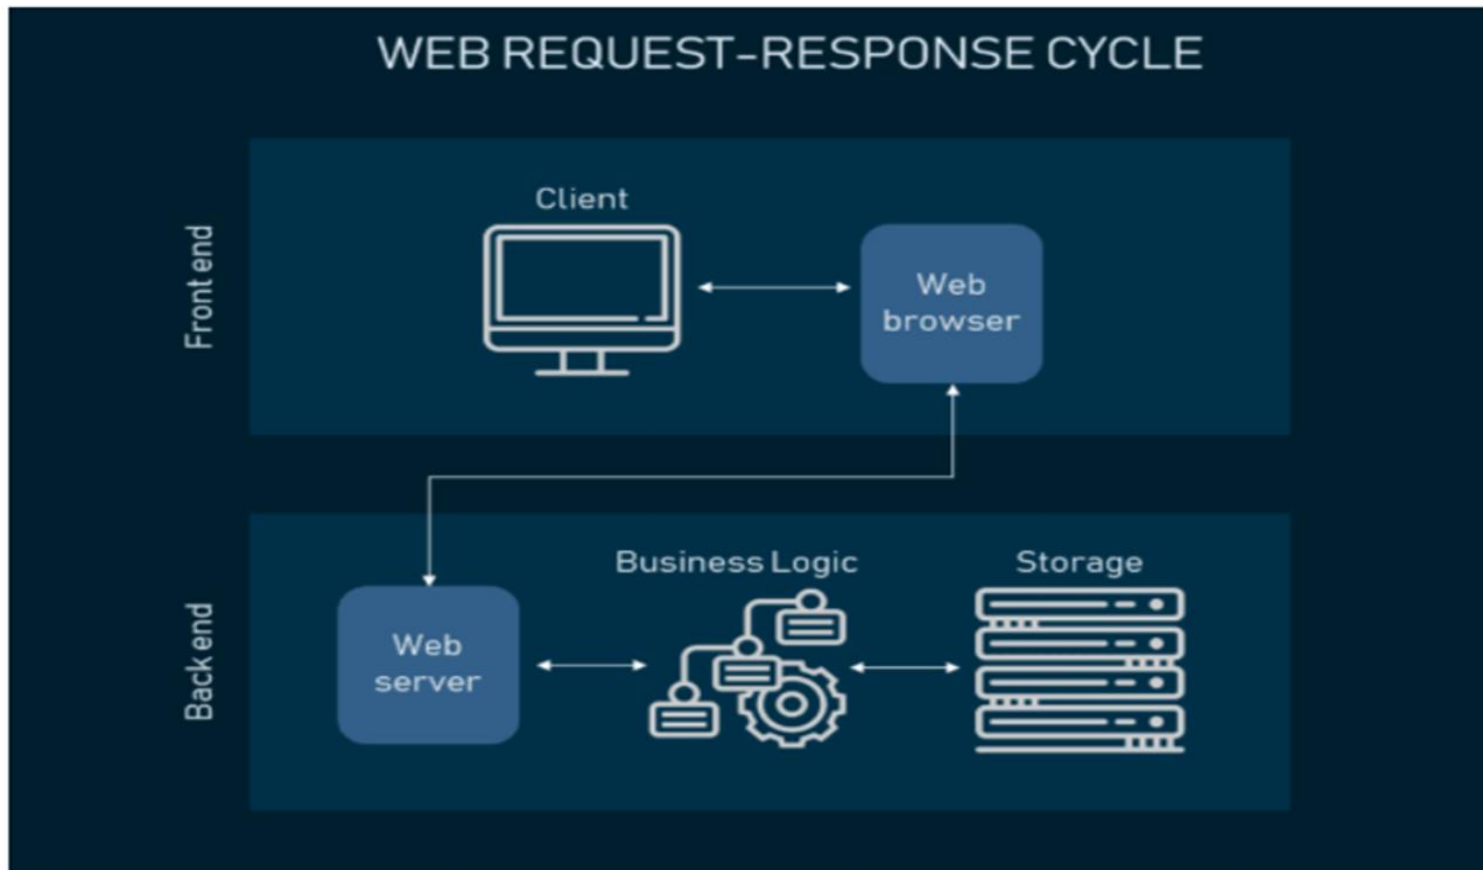 WEB REQUEST-RESPONSE CYCLE
Front end
Client
Web
browser
Back end
Business Logic
Storage
Web
server